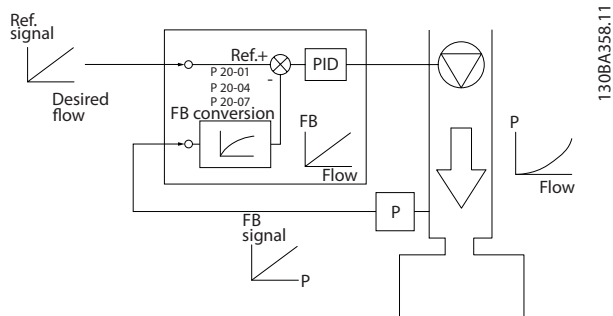 Ref.
signal
Desired
flow
Ref.+
-
P 20-01
P 20-04
P 20-07
FB conversion
PID
FB
Flow
P
Flow
P
FB
signal
P
130BA358.11